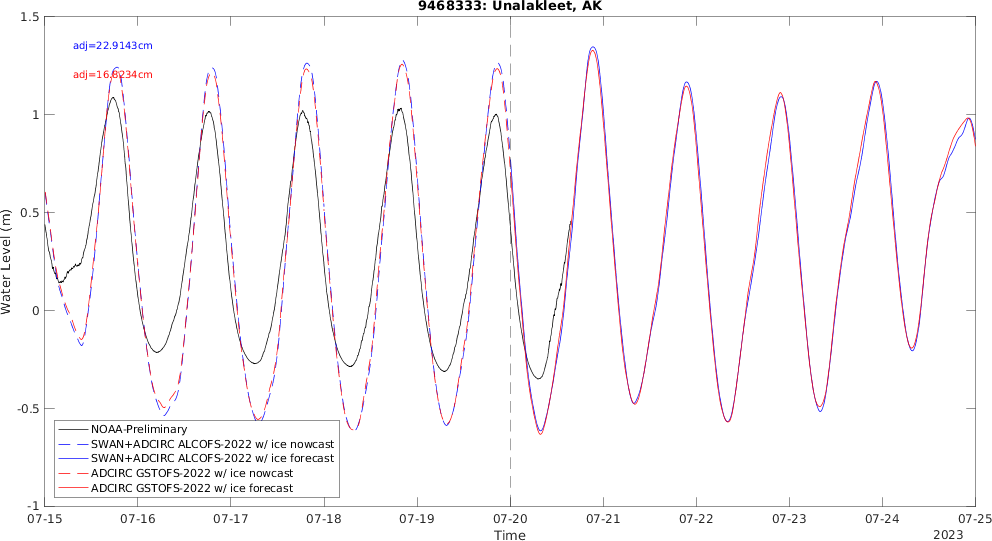 9468333: Unalakleet, AK
1.5
1
0.5
0
-0.5
-1
Water Level (m)
adj=22.9143cm
adj=16.8234cm
NOAA-Preliminary
SWAN+ADCIRC ALCOFS-2022 w/ ice nowcast
SWAN+ADCIRC ALCOFS-2022 w/ ice forecast
ADCIRC GSTOFS-2022 w/ ice nowcast
ADCIRC GSTOFS-2022 w/ ice forecast
07-15 07-16 07-17 07-18 07-19 07-20 07-21 07-22 07-23 07-24 07-25
Time
2023